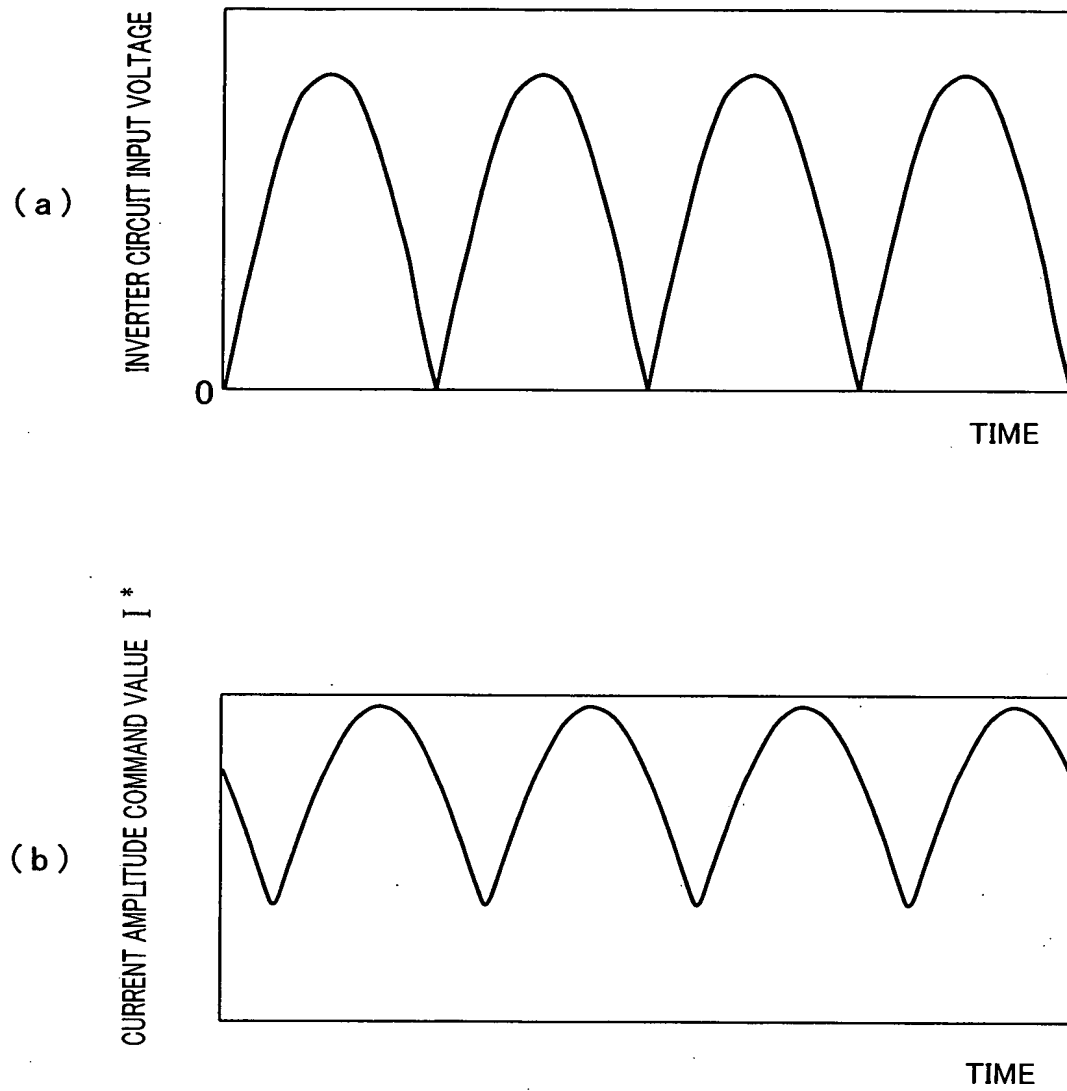 (a)
INVERTER CIRCUIT INPUT VOLTAGE
0
TIME
(b)
CURRENT AMPLITUDE COMMAND VALUE I*
TIME